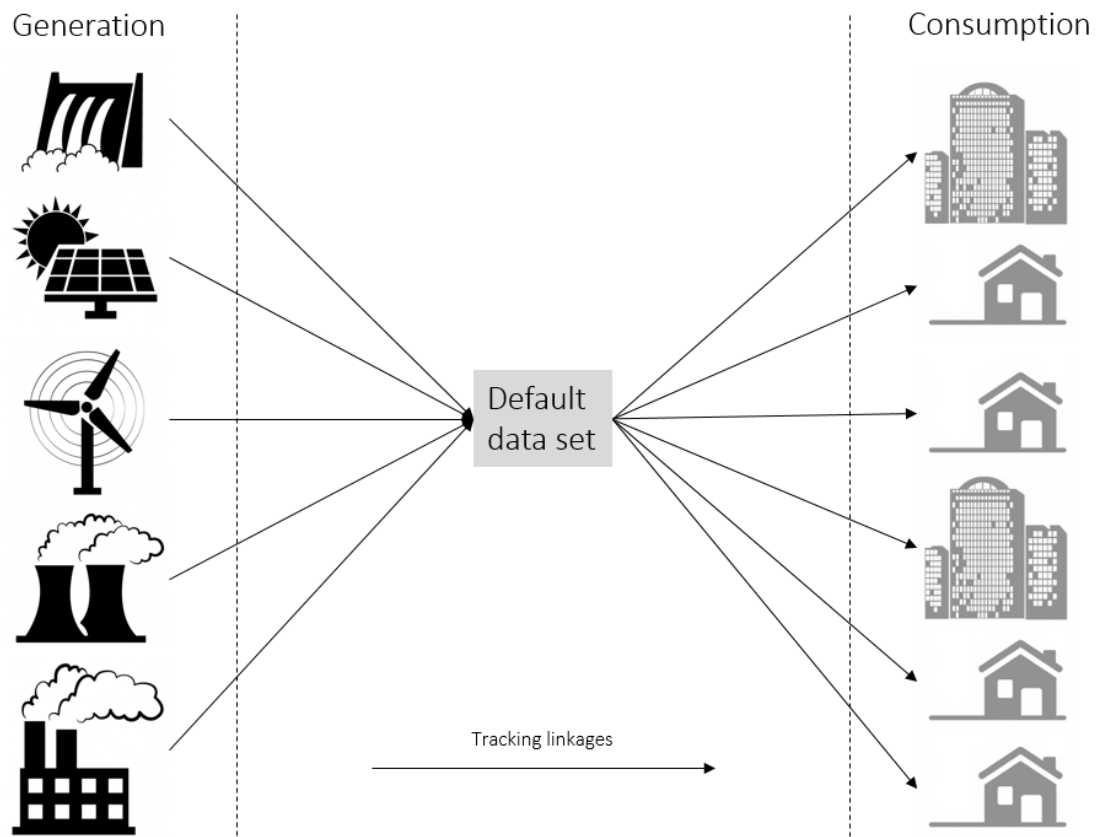 Generation
Consumption
Default
data set
Tracking linkages